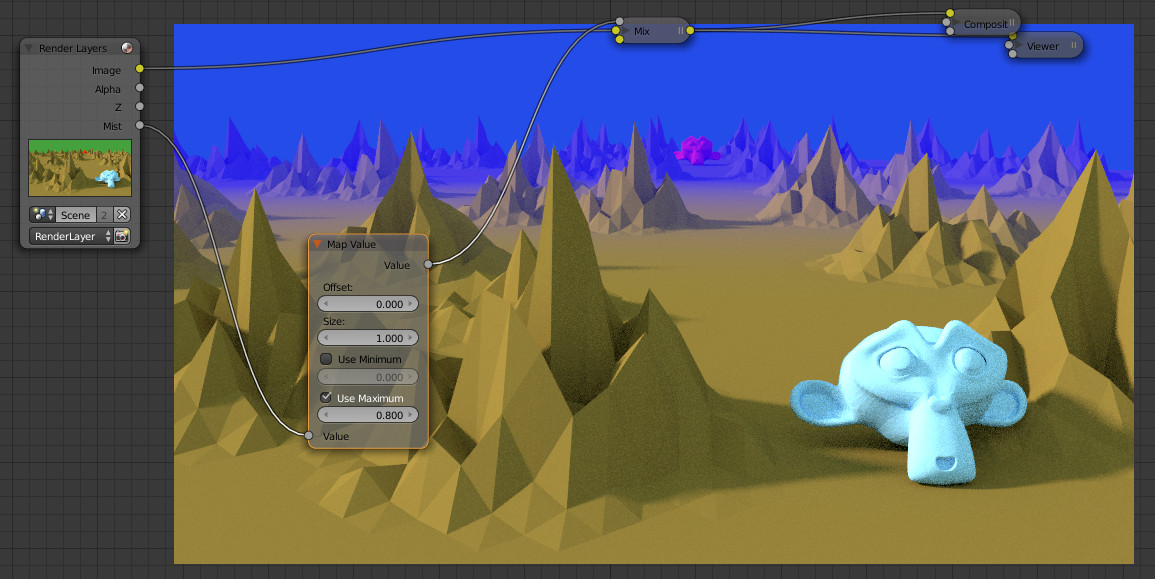 Render Layers
Image
Alpha
Z
Mist
Scene 2
RenderLayer
Map Value
Value
Offset:
0.000
Size:
1.000
Use Minimum
0.000
Use Maximum
0.800
Value
Mix
Composit
Viewer